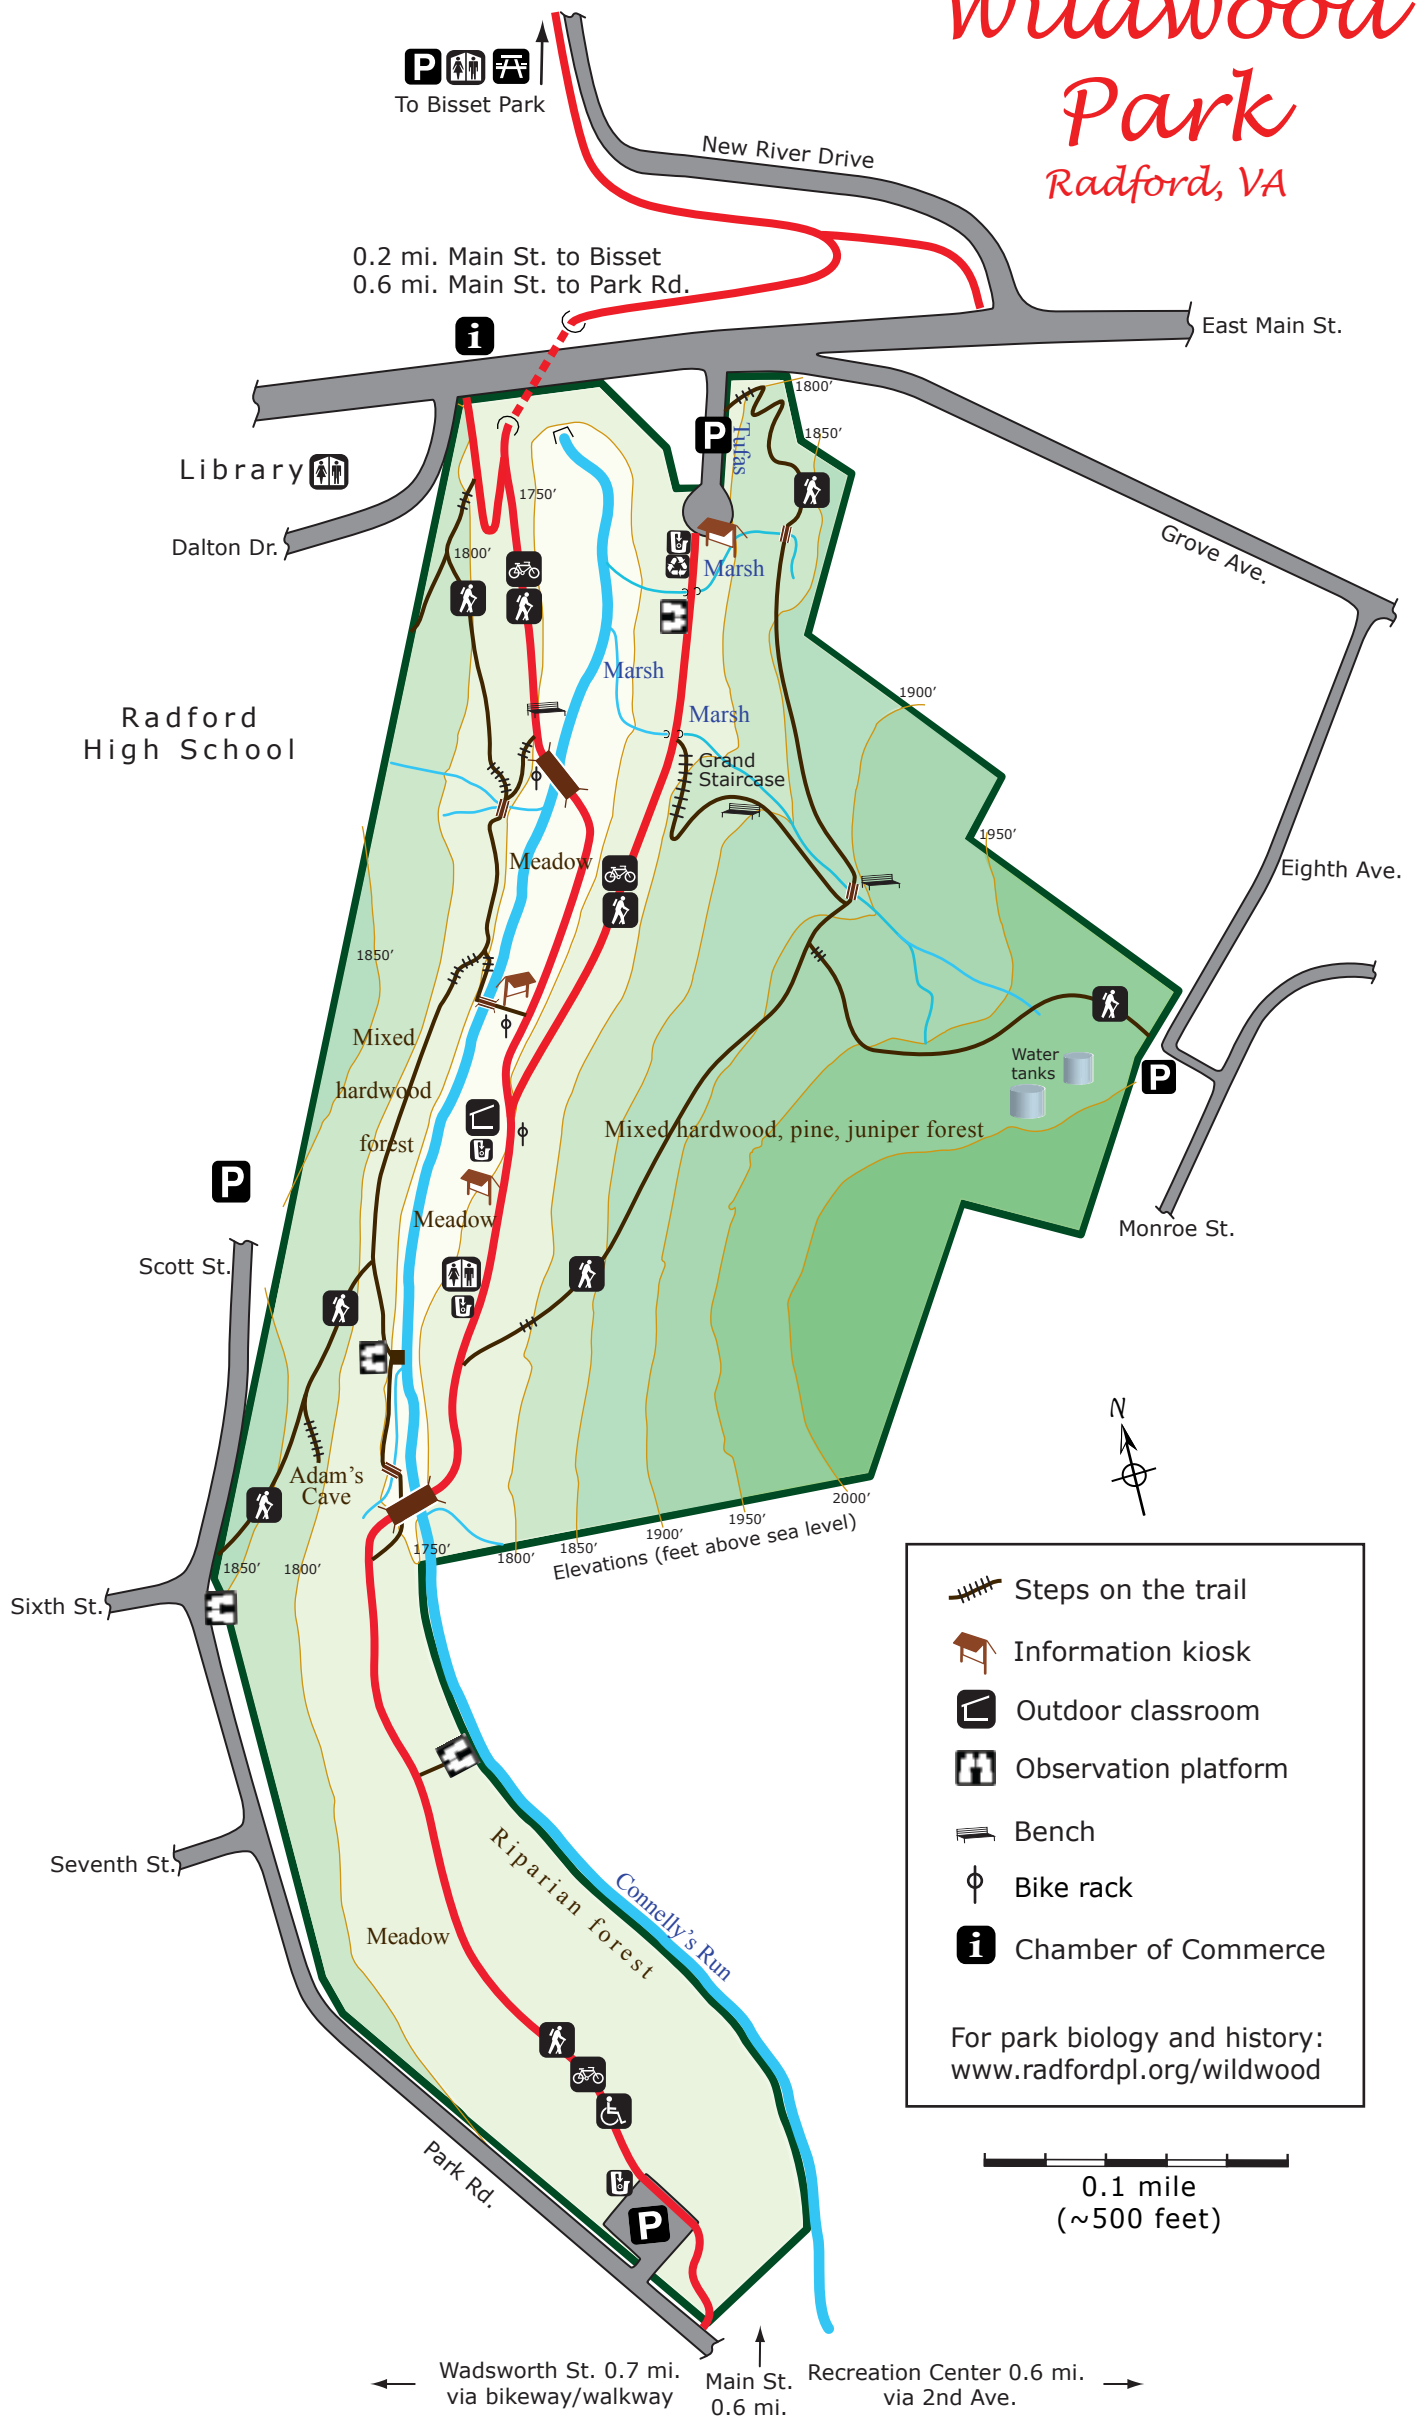 Wildwood
Park
Radford, VA
P
To Bisset Park
New River Drive
0.2 mi. Main St. to Bisset
0.6 mi. Main St. to Park Rd.
i
East Main St.
1800'
P
Tufas
1850'
Library
1750'
Dalton Dr.
1800'
Grove Ave.
Marsh
Marsh
1900'
Marsh
Radford
High School
Grand
Staircase
1950'
Meadow
Eighth Ave.
1850'
Mixed
hardwood
forest
Water
tanks
P
Mixed hardwood, pine, juniper forest
P
Meadow
Monroe St.
Scott St.
N
Adam's
Cave
2000'
1950'
1900'
1850'
1800'
1750'
Elevations (feet above sea level)
1850'
1800'
Sixth St.
Steps on the trail
Information kiosk
Outdoor classroom
Observation platform
Bench
Bike rack
i
Chamber of Commerce
For park biology and history:
www.radfordpl.org/wildwood
Seventh St.
Riparian forest
Connelly's Run
Meadow
Park Rd.
P
0.1 mile
(~500 feet)
Wadsworth St. 0.7 mi.
via bikeway/walkway
Main St.
0.6 mi.
Recreation Center 0.6 mi.
via 2nd Ave.